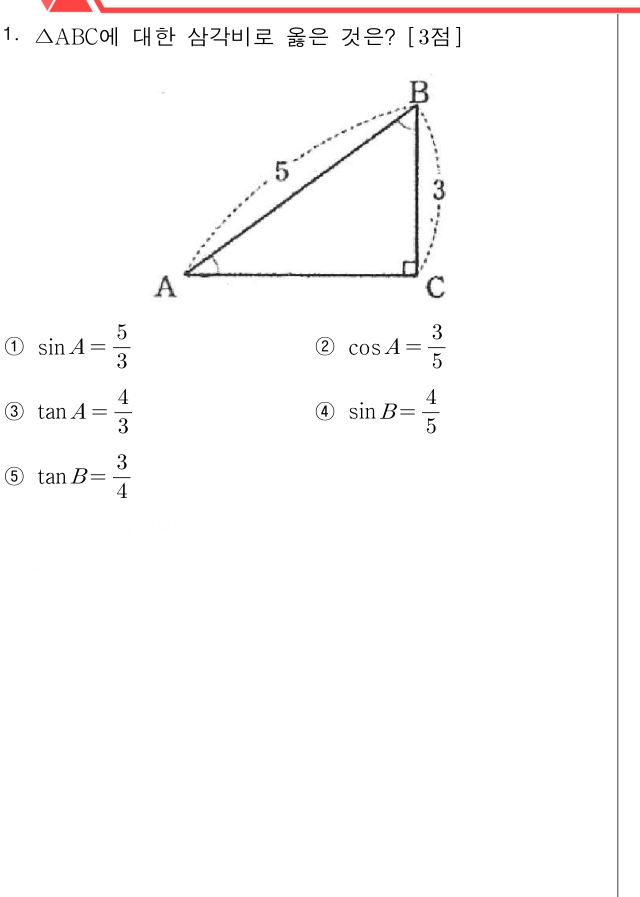 1. △ABC에 대한 삼각비로 옳은 것은? [3점]
B
5
3
A
C
① sin A = 5/3 ② cos A = 3/5
③ tan A = 4/3 ④ sin B = 4/5
⑤ tan B = 3/4